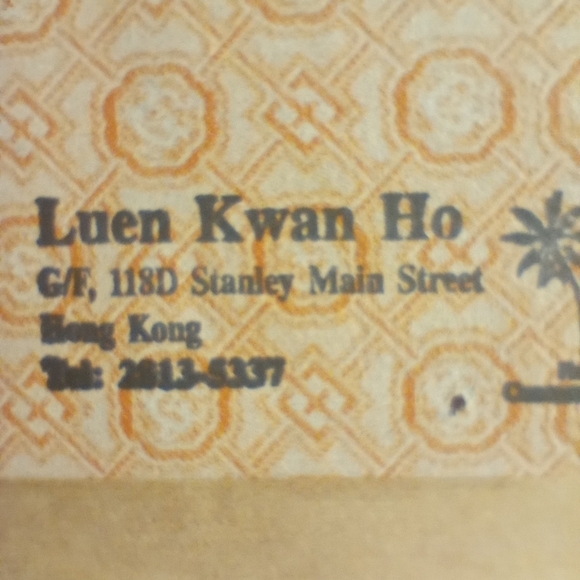 Luen Kwan Ho
G/F, 118D Stanley Main Street
Hong Kong
Tel: 2813-5337